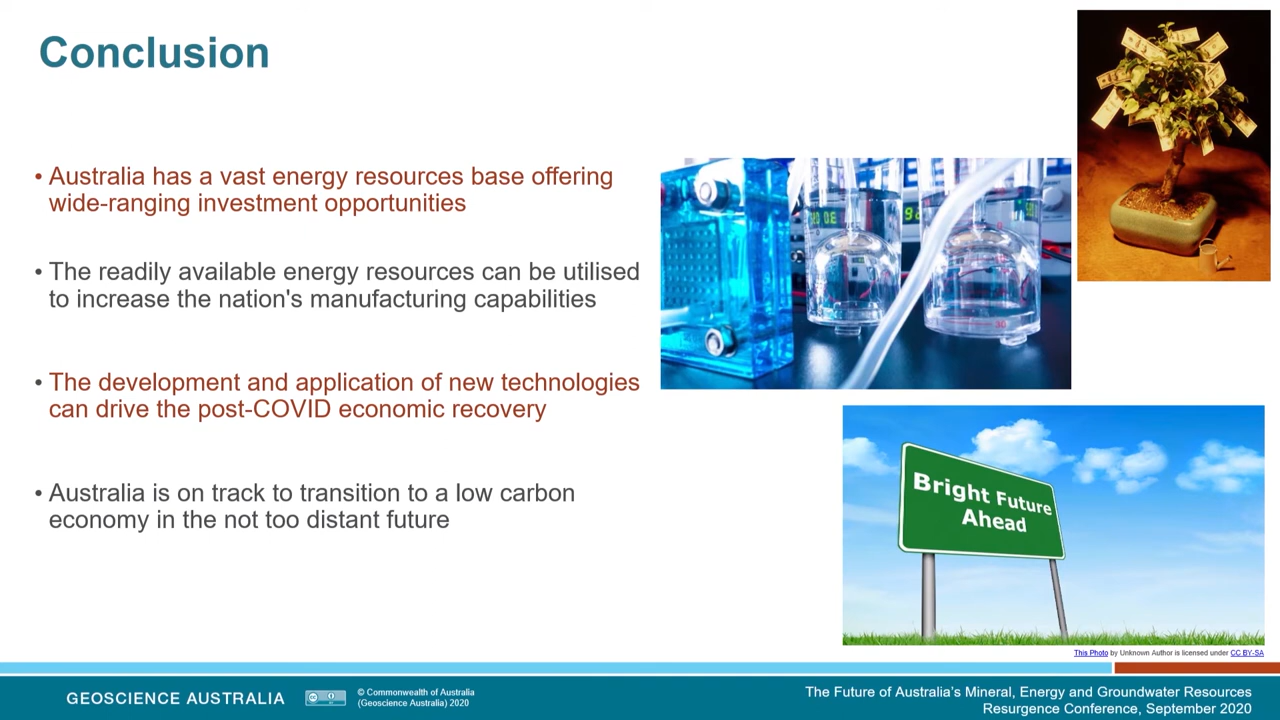 Conclusion
• Australia has a vast energy resources base offering
wide-ranging investment opportunities
• The readily available energy resources can be utilised
to increase the nation's manufacturing capabilities
• The development and application of new technologies
can drive the post-COVID economic recovery
• Australia is on track to transition to a low carbon
economy in the not too distant future
30
Bright Future
Ahead
This Photo by Unknown Author is licensed under CC BY-SA
GEOSCIENCE AUSTRALIA
© Commonwealth of Australia
(Geoscience Australia) 2020
The Future of Australia’s Mineral, Energy and Groundwater Resources
Resurgence Conference, September 2020